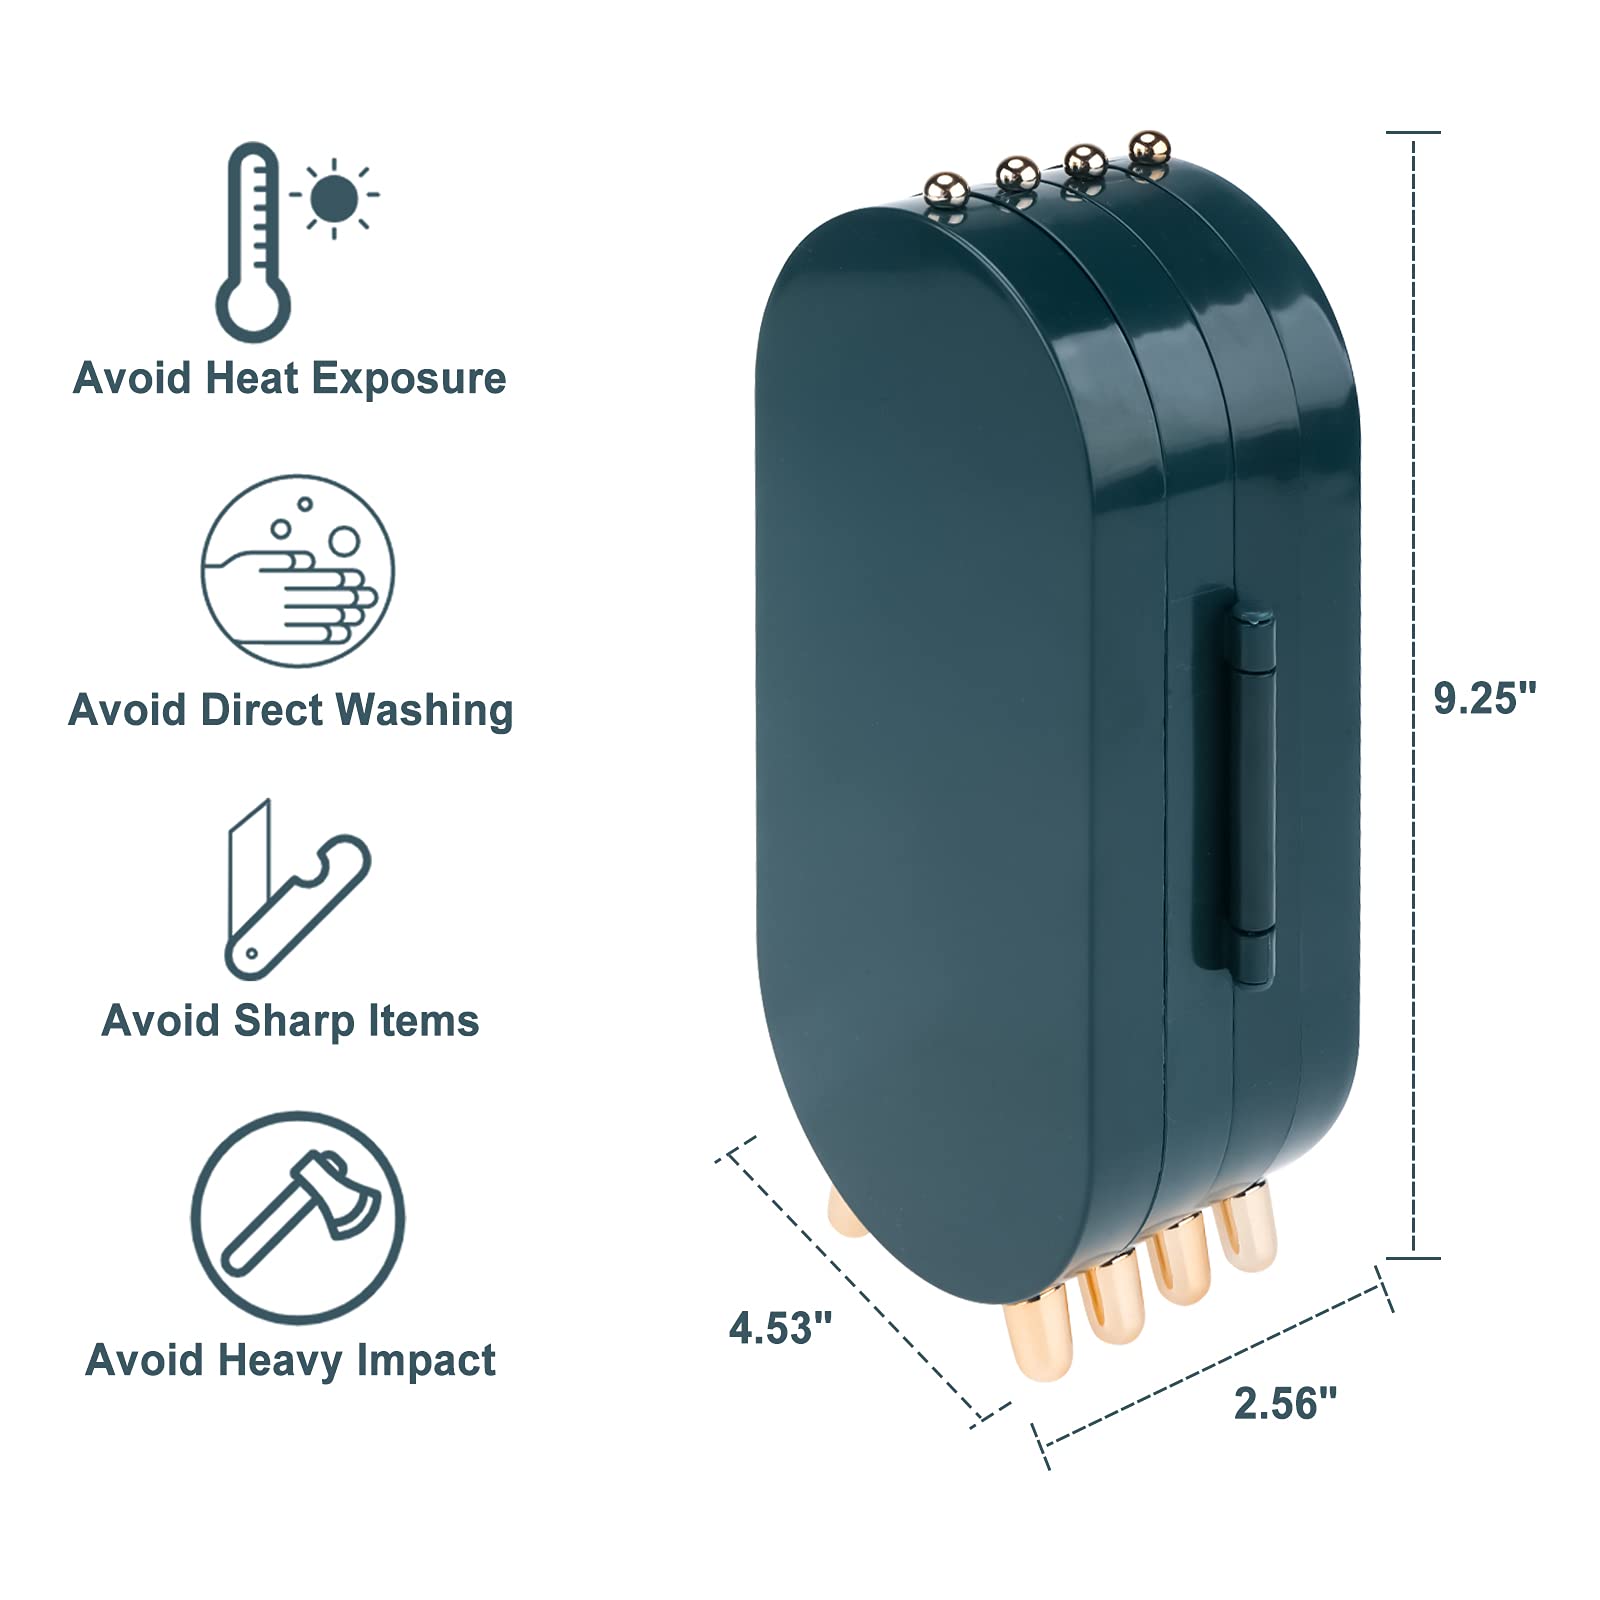 Avoid Heat Exposure
Avoid Direct Washing
Avoid Sharp Items
Avoid Heavy Impact
9.25"
4.53"
2.56"